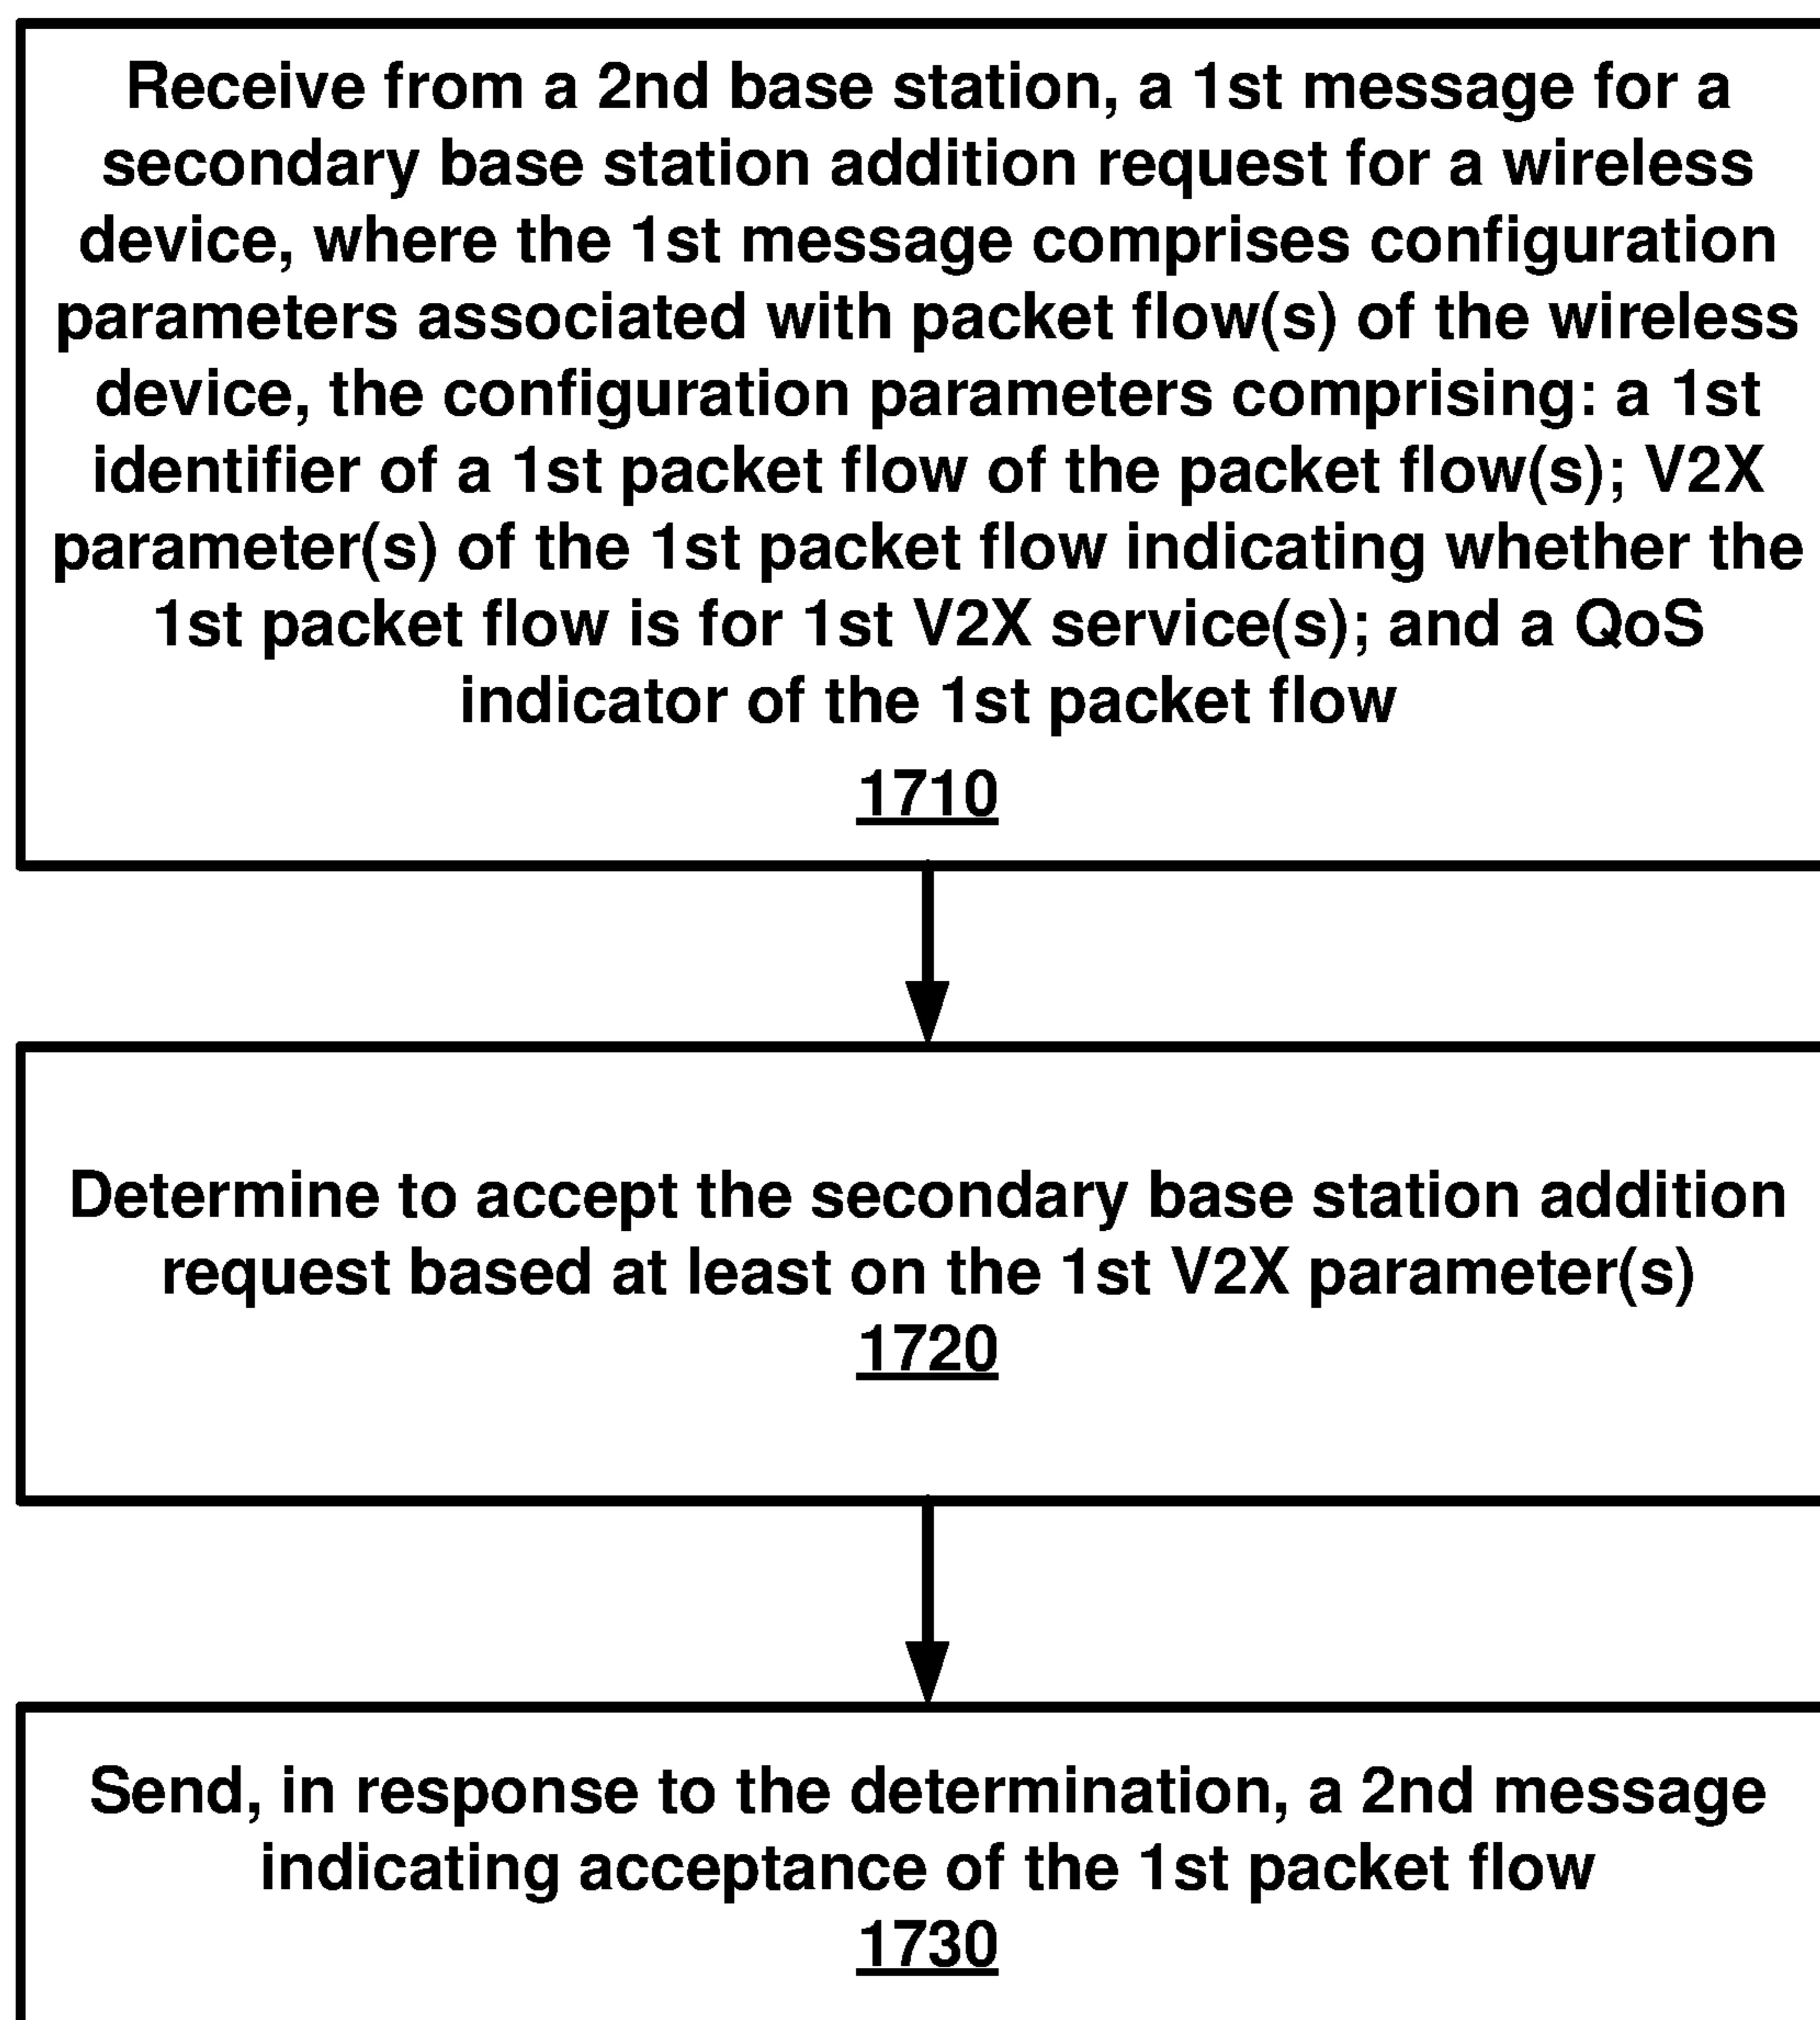 Receive from a 2nd base station, a 1st message for a
secondary base station addition request for a wireless
device, where the 1st message comprises configuration
parameters associated with packet flow(s) of the wireless
device, the configuration parameters comprising: a 1st
identifier of a 1st packet flow of the packet flow(s); V2X
parameter(s) of the 1st packet flow indicating whether the
1st packet flow is for 1st V2X service(s); and a QoS
indicator of the 1st packet flow
1710
Determine to accept the secondary base station addition
request based at least on the 1st V2X parameter(s)
1720
Send, in response to the determination, a 2nd message
indicating acceptance of the 1st packet flow
1730